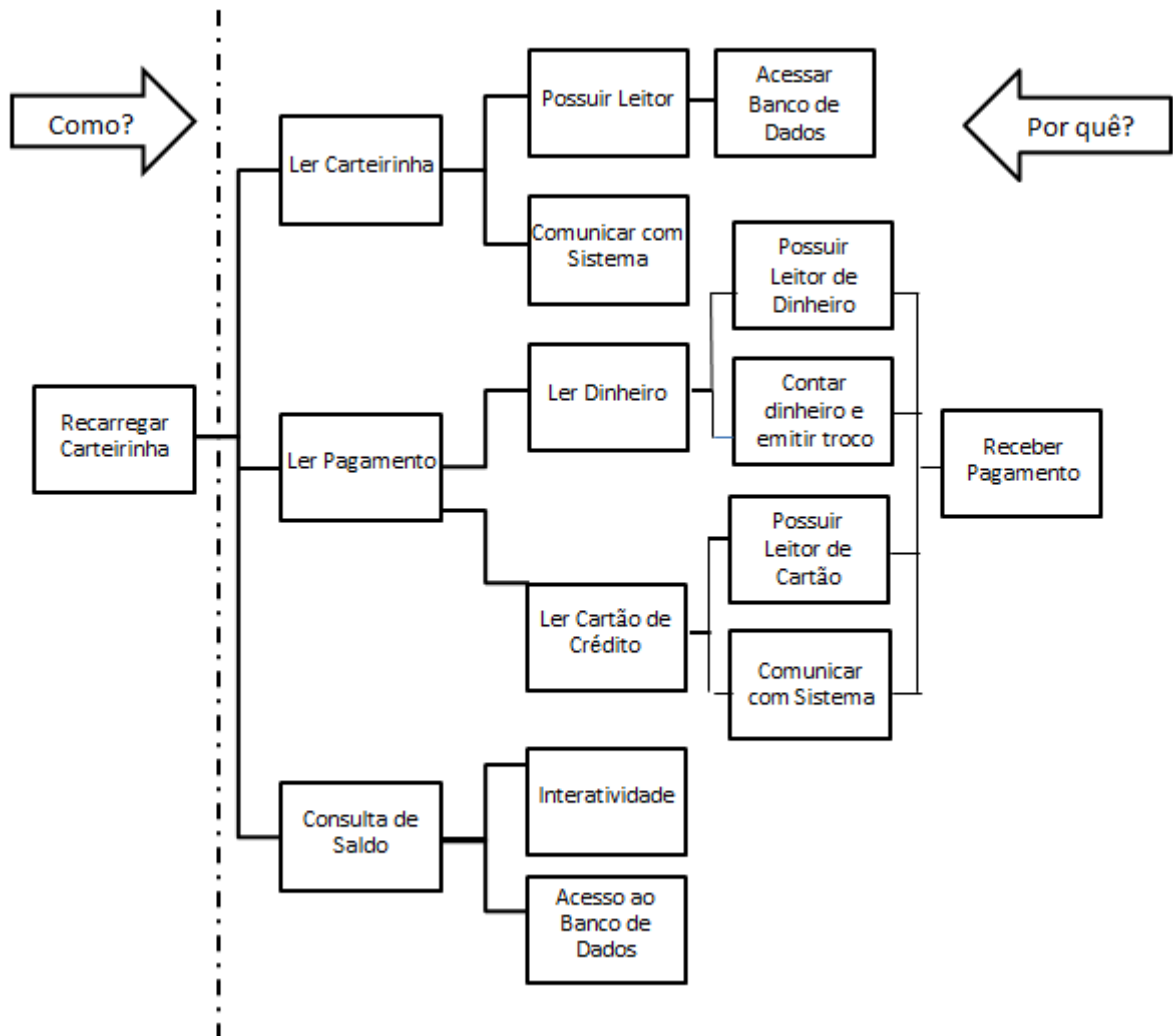 Como?
Por quê?
Recarregar
Carteirinha
Ler Carteirinha
Possuir Leitor
Acessar
Banco de
Dados
Comunicar com
Sistema
Ler Pagamento
Ler Dinheiro
Possuir
Leitor de
Dinheiro
Contar
dinheiro e
emitir troco
Ler Cartão de
Crédito
Possuir
Leitor de
Cartão
Comunicar
com Sistema
Receber
Pagamento
Consulta de
Saldo
Interatividade
Acesso ao
Banco de
Dados